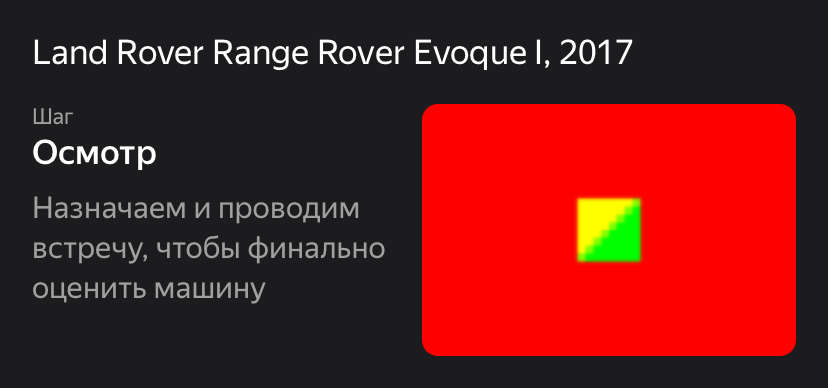 Land Rover Range Rover Evoque I, 2017
Шаг
Осмотр
Назначаем и проводим
встречу, чтобы финально
оценить машину